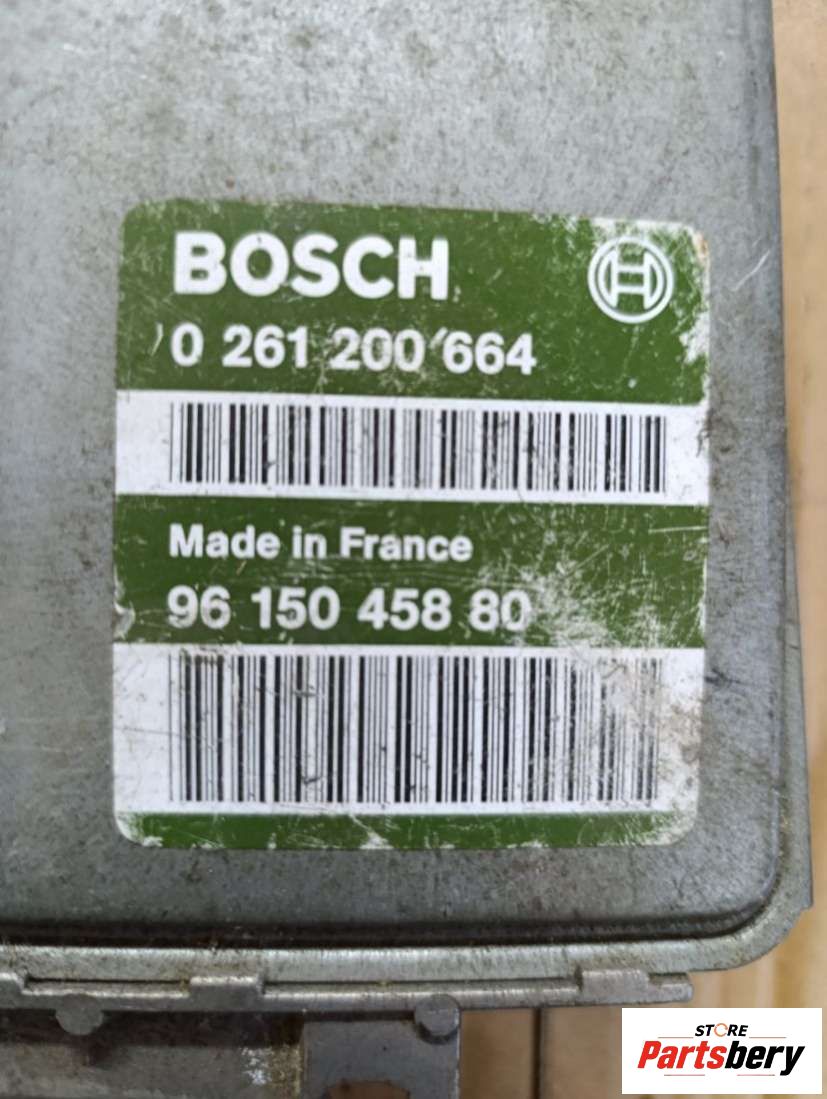 BOSCH
0 261 200 664
Made in France
96 150 458 80
STORE
Partsbery